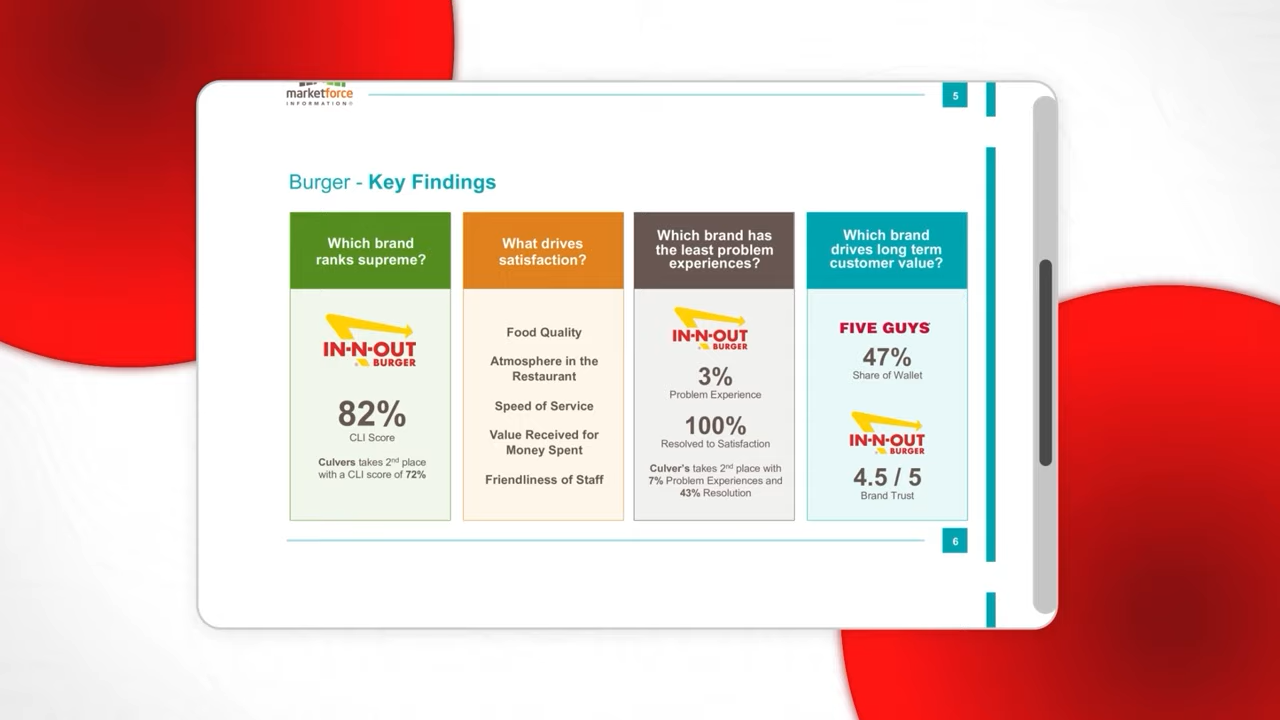 marketforce
INFORMATION®
5
Burger - Key Findings
Which brand
ranks supreme?
IN-N-OUT
BURGER
82%
CLI Score
Culvers takes 2nd place
with a CLI score of 72%
What drives
satisfaction?
Food Quality
Atmosphere in the
Restaurant
Speed of Service
Value Received for
Money Spent
Friendliness of Staff
Which brand has
the least problem
experiences?
IN-N-OUT
BURGER
3%
Problem Experience
100%
Resolved to Satisfaction
Culver's takes 2nd place with
7% Problem Experiences and
43% Resolution
Which brand
drives long term
customer value?
FIVE GUYS
47%
Share of Wallet
IN-N-OUT
BURGER
4.5 / 5
Brand Trust
6